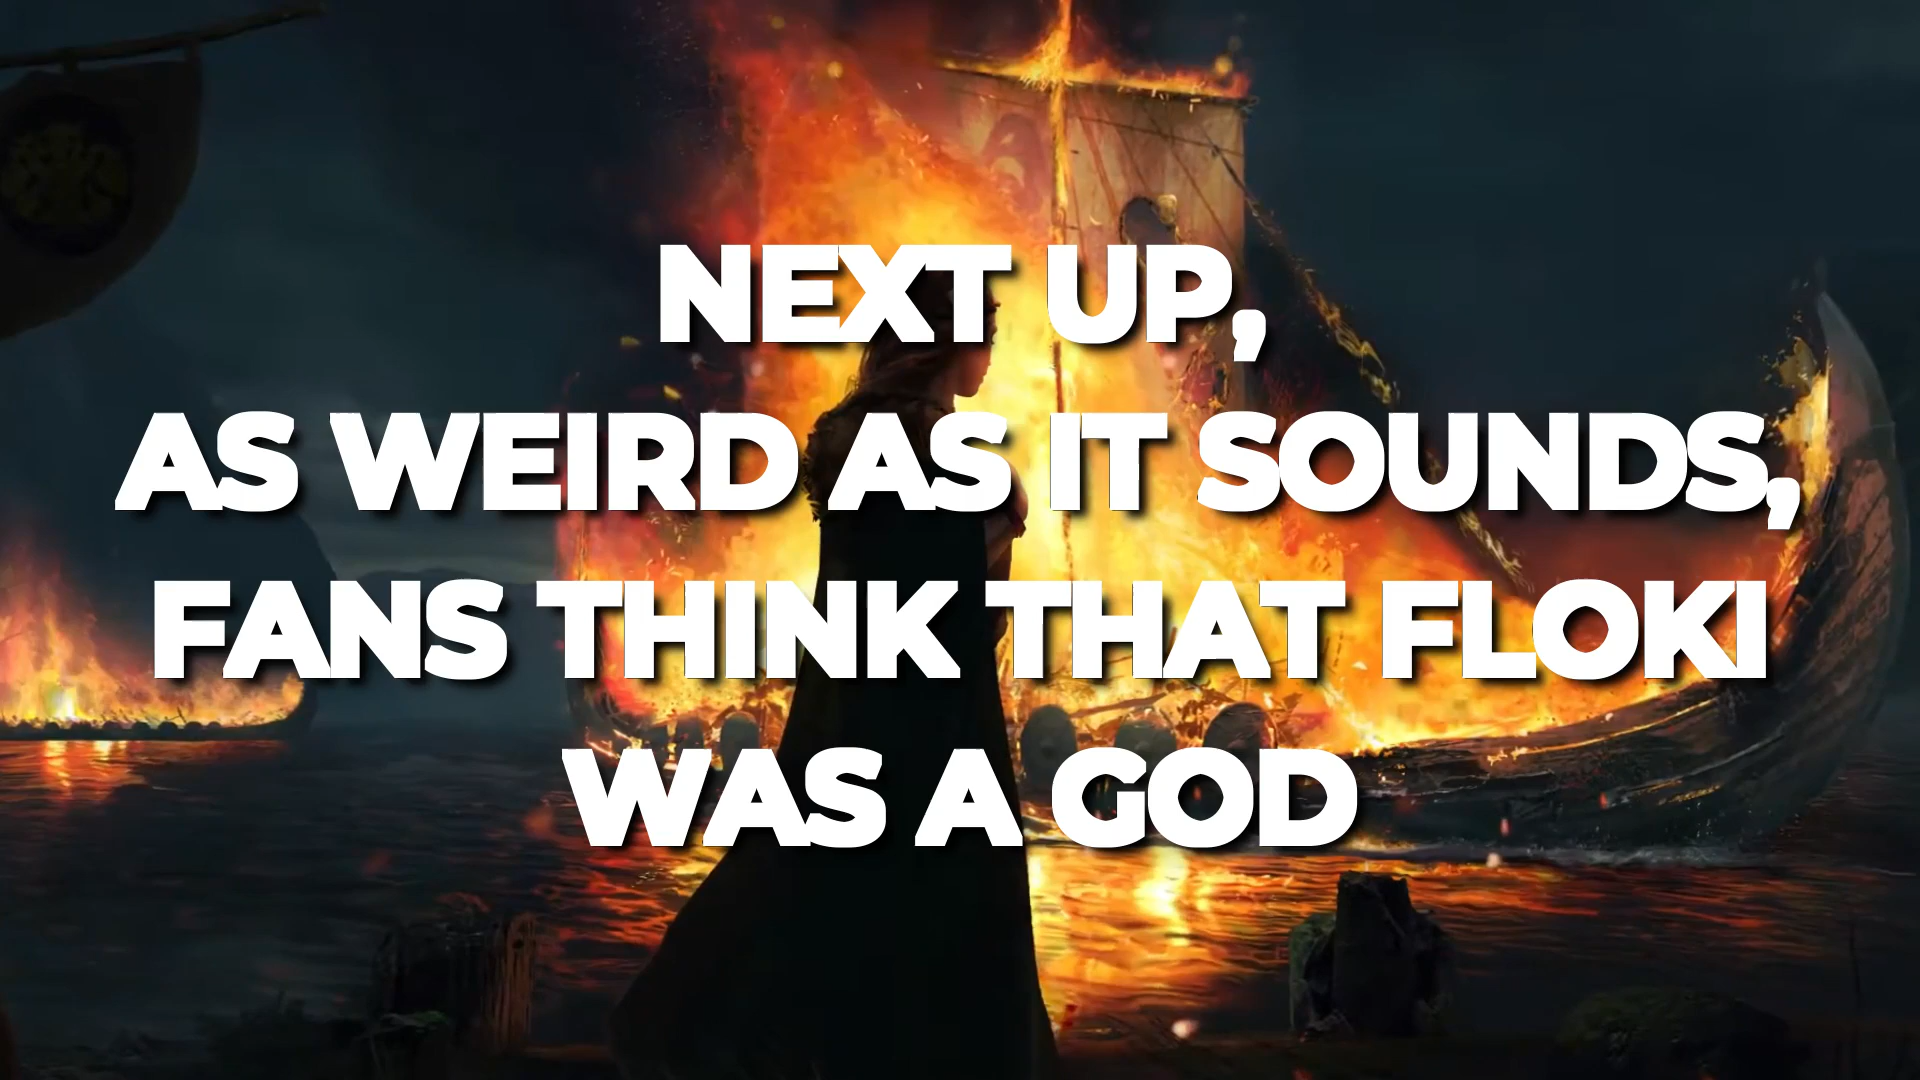 NEXT UP,
AS WEIRD AS IT SOUNDS,
FANS THINK THAT FLOKI
WAS A GOD